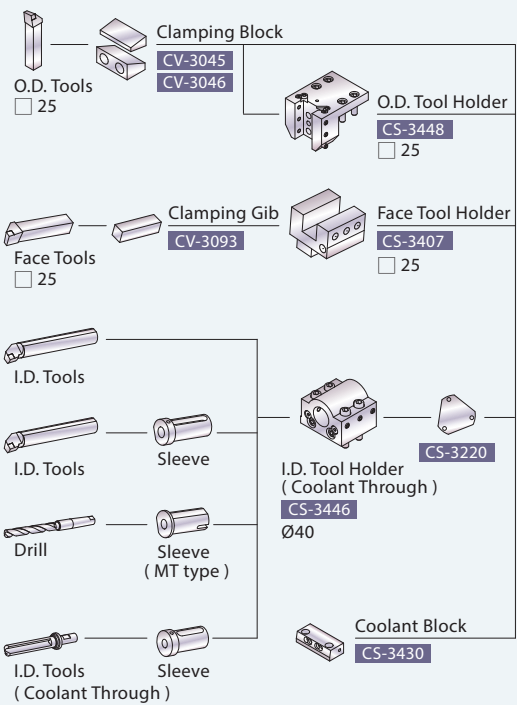 Clamping Block
CV-3045
CV-3046
O.D. Tools
□ 25
O.D. Tool Holder
CS-3448
□ 25
Clamping Gib
CV-3093
Face Tool Holder
CS-3407
□ 25
Face Tools
□ 25
I.D. Tools
I.D. Tools
Sleeve
CS-3220
I.D. Tool Holder
( Coolant Through )
CS-3446
Ø40
Drill
Sleeve
( MT type )
Coolant Block
CS-3430
I.D. Tools
( Coolant Through )
Sleeve